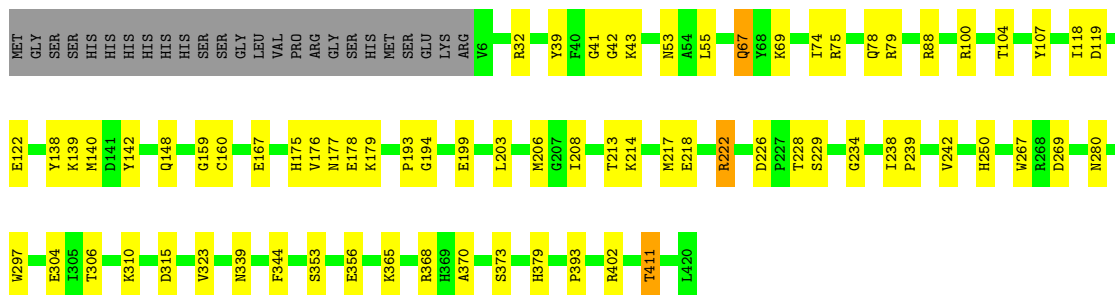 MET GLY SER SER HIS HIS HIS HIS HIS HIS SER SER GLY LEU VAL PRO ARG GLY SER HIS MET SER GLU LYS ARG V6 R32 Y39 F40 G41 G42 K43 N53 A54 L55 Q67 Y68 K69 I74 R75 Q78 R79 R88 R100 T104 Y107 I118 D119
E122 Y138 K139 M140 D141 Y142 Q148 G159 C160 E167 H175 V176 N177 E178 K179 P193 G194 E199 L203 M206 G207 I208 T213 K214 M217 E218 R222 D226 P227 T228 S229 G234 I238 P239 V242 H250 W267 R268 D269 N280
W297 E304 I305 T306 K310 D315 V323 N339 F344 S353 E356 K365 R368 H369 A370 S373 H379 P393 R402 T411 L420